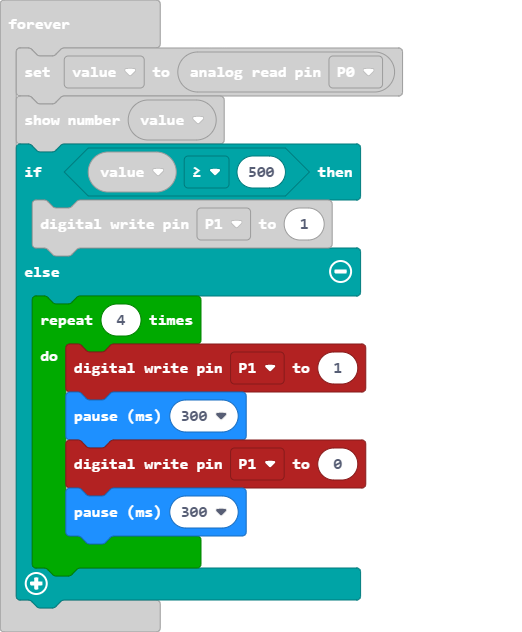 forever
set value to analog read pin P0
show number value
if value ≥ 500 then
digital write pin P1 to 1
else
repeat 4 times
do
digital write pin P1 to 1
pause (ms) 300
digital write pin P1 to 0
pause (ms) 300